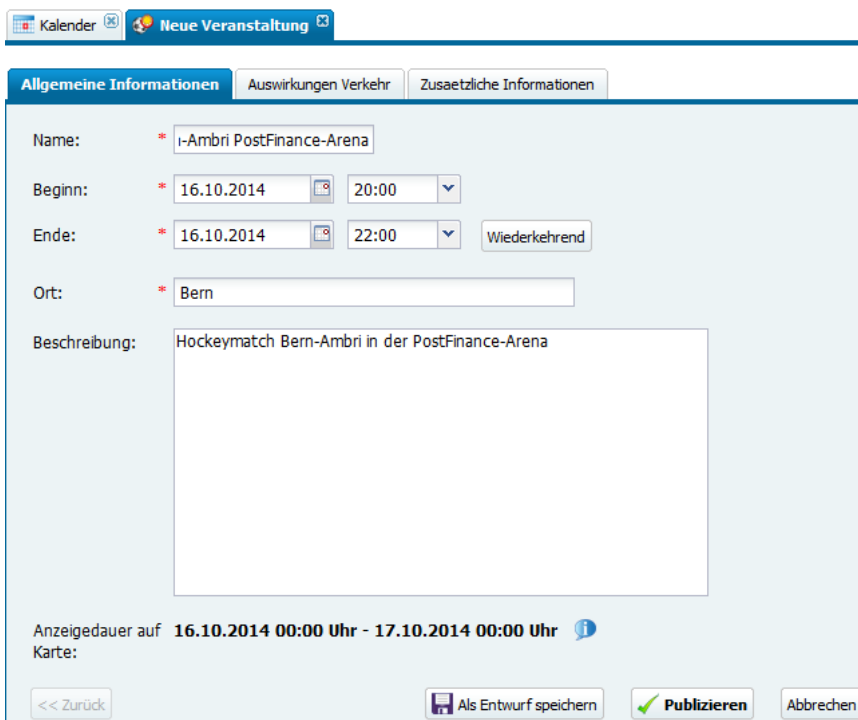 Kalender Neue Veranstaltung
Allgemeine Informationen Auswirkungen Verkehr Zusaetzliche Informationen
Name: * -Ambri PostFinance-Arena
Beginn: * 16.10.2014 20:00
Ende: * 16.10.2014 22:00 Wiederkehrend
Ort: * Bern
Beschreibung: Hockeymatch Bern-Ambri in der PostFinance-Arena
Anzeigedauer auf 16.10.2014 00:00 Uhr - 17.10.2014 00:00 Uhr
Karte:
<< Zurück Als Entwurf speichern Publizieren Abbrechen